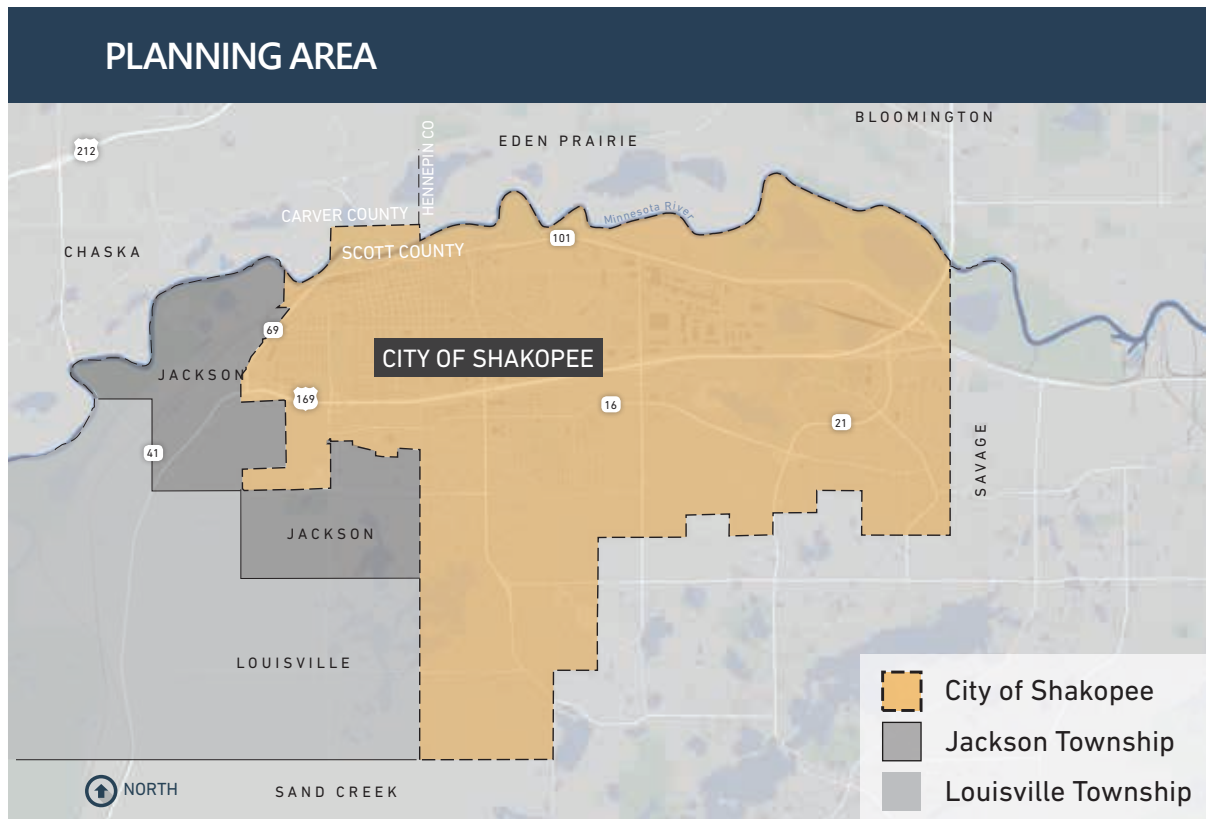 PLANNING AREA
BLOOMINGTON
EDEN PRAIRIE
212
HENNEPIN CO
CARVER COUNTY
Minnesota River
SCOTT COUNTY
101
CHASKA
69
CITY OF SHAKOPEE
JACKSON
169
16
21
41
SAVAGE
JACKSON
LOUISVILLE
City of Shakopee
Jackson Township
Louisville Township
NORTH
SAND CREEK